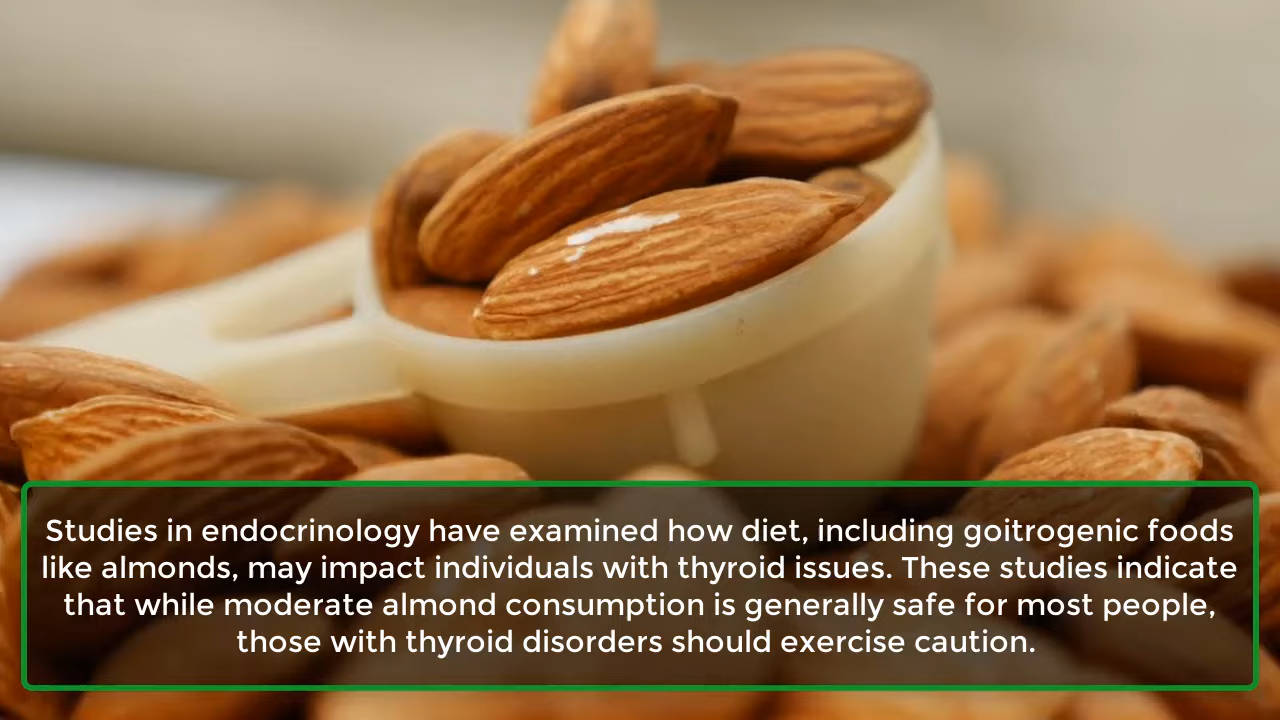 Studies in endocrinology have examined how diet, including goitrogenic foods
like almonds, may impact individuals with thyroid issues. These studies indicate
that while moderate almond consumption is generally safe for most people,
those with thyroid disorders should exercise caution.